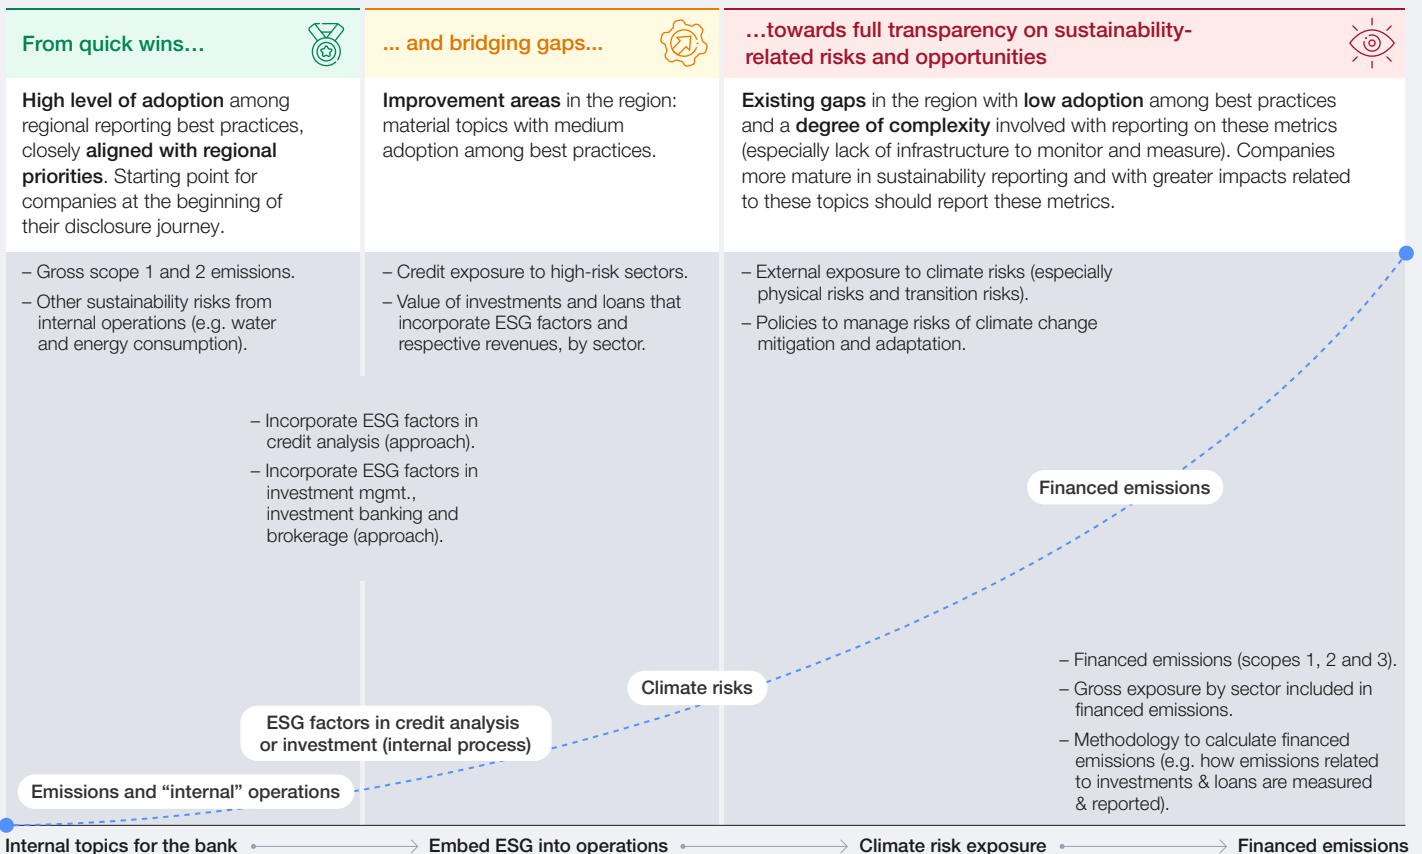 From quick wins…
High level of adoption among
regional reporting best practices,
closely aligned with regional
priorities. Starting point for
companies at the beginning of
their disclosure journey.
– Gross scope 1 and 2 emissions.
– Other sustainability risks from
internal operations (e.g. water
and energy consumption).
... and bridging gaps...
Improvement areas in the region:
material topics with medium
adoption among best practices.
– Credit exposure to high-risk sectors.
– Value of investments and loans that
incorporate ESG factors and
respective revenues, by sector.
– Incorporate ESG factors in
credit analysis (approach).
– Incorporate ESG factors in
investment mgmt.,
investment banking and
brokerage (approach).
…towards full transparency on sustainability-
related risks and opportunities
Existing gaps in the region with low adoption among best practices
and a degree of complexity involved with reporting on these metrics
(especially lack of infrastructure to monitor and measure). Companies
more mature in sustainability reporting and with greater impacts related
to these topics should report these metrics.
– External exposure to climate risks (especially
physical risks and transition risks).
– Policies to manage risks of climate change
mitigation and adaptation.
Financed emissions
– Financed emissions (scopes 1, 2 and 3).
– Gross exposure by sector included in
financed emissions.
– Methodology to calculate financed
emissions (e.g. how emissions related
to investments & loans are measured
& reported).
Climate risks
ESG factors in credit analysis
or investment (internal process)
Emissions and “internal” operations
Internal topics for the bank
Embed ESG into operations
Climate risk exposure
Financed emissions